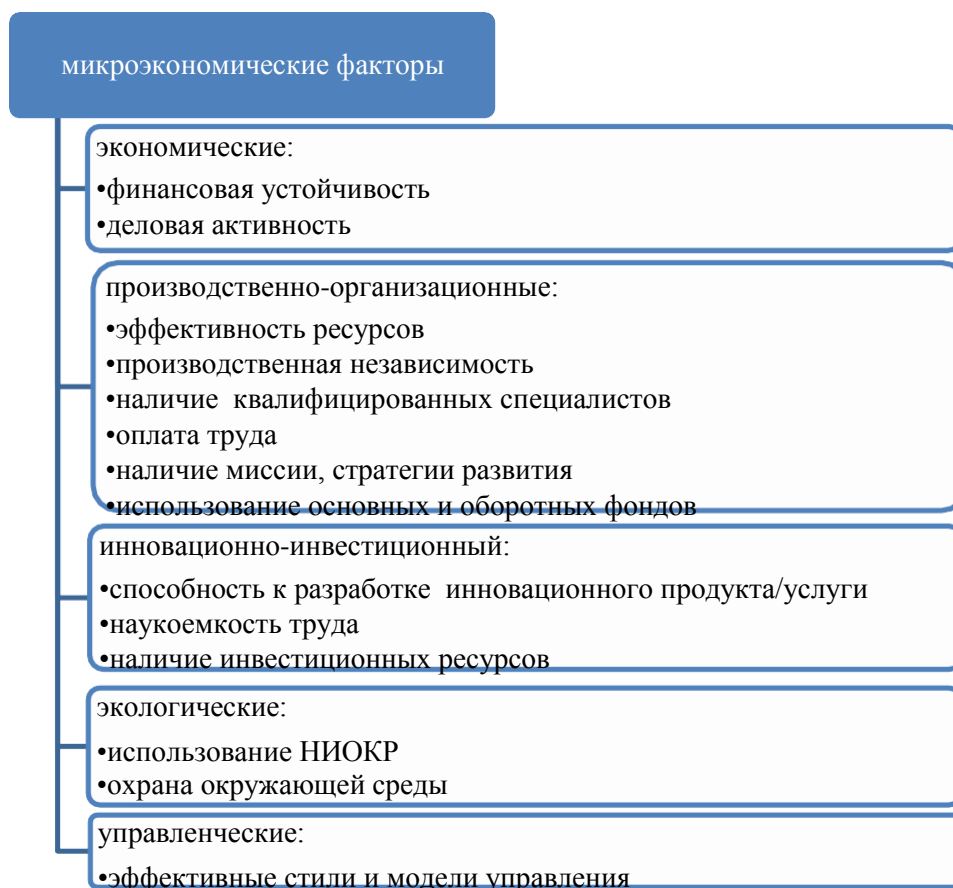 микроэкономические факторы
экономические:
•финансовая устойчивость
•деловая активность
производственно-организационные:
•эффективность ресурсов
•производственная независимость
•наличие квалифицированных специалистов
•оплата труда
•наличие миссии, стратегии развития
•использование основных и оборотных фондов
инновационно-инвестиционный:
•способность к разработке инновационного продукта/услуги
•наукоемкость труда
•наличие инвестиционных ресурсов
экологические:
•использование НИОКР
•охрана окружающей среды
управленческие:
•эффективные стили и модели управления